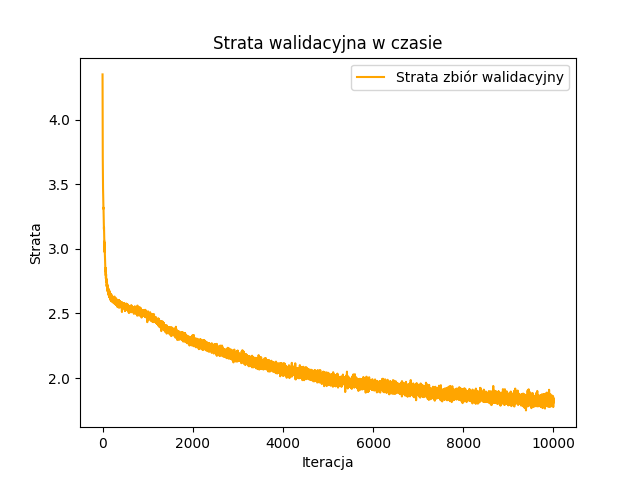 Strata walidacyjna w czasie
Strata zbiór walidacyjny
4.0
3.5
3.0
2.5
2.0
Strata
0
2000
4000
6000
8000
10000
Iteracja